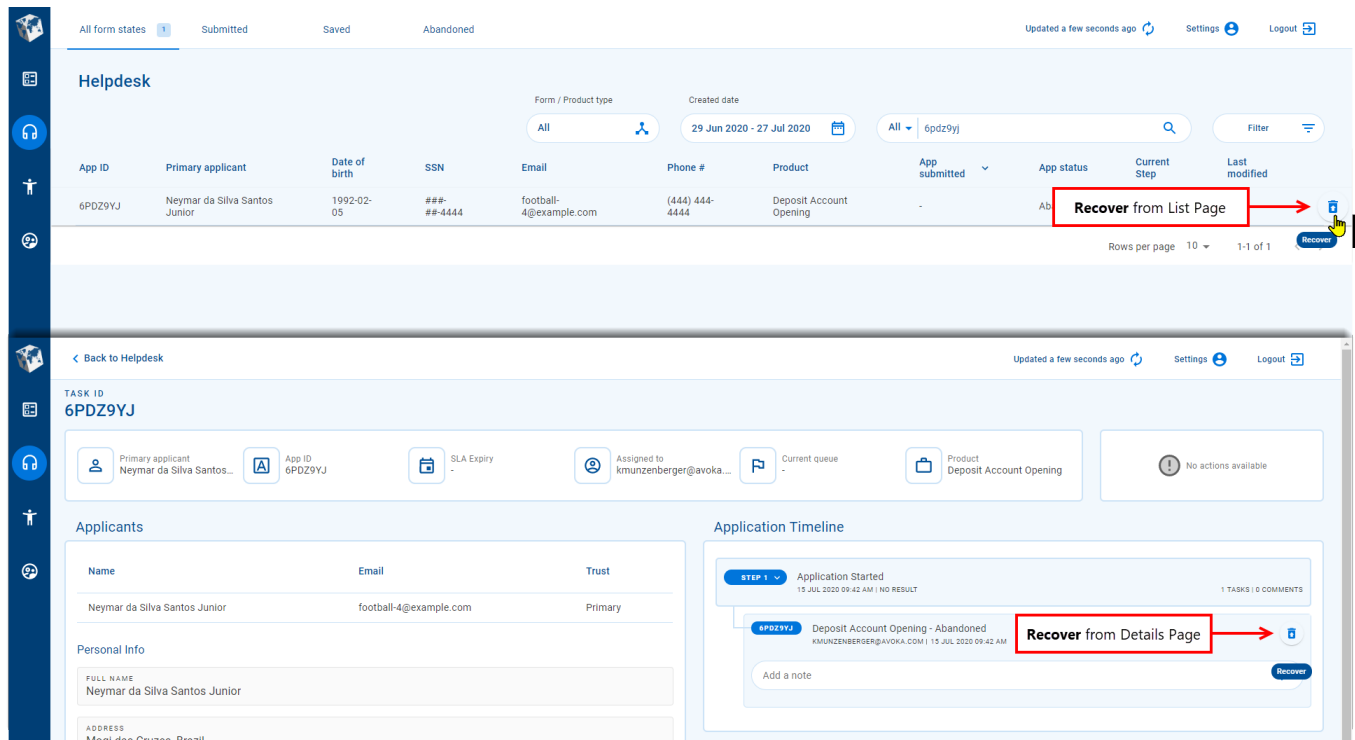 All form states 1 Submitted Saved Abandoned Updated a few seconds ago Settings Logout
Helpdesk
Form / Product type Created date
All 29 Jun 2020 - 27 Jul 2020 All 6pdz9yj Filter
App ID Primary applicant Date of birth SSN Email Phone # Product App submitted App status Current Step Last modified
6PDZ9YJ Neymar da Silva Santos Junior 1992-02-05 ###-##-4444 football-4@example.com (444) 444-4444 Deposit Account Opening - Recover from List Page
Rows per page 10 1-1 of 1 Recover
Back to Helpdesk Updated a few seconds ago Settings Logout
TASK ID
6PDZ9YJ
Primary applicant App ID SLA Expiry Assigned to Current queue Product
Neymar da Silva Santos... 6PDZ9YJ - kmunzenberger@avoka.... - Deposit Account Opening No actions available
Applicants Application Timeline
Name Email Trust
STEP 1 Application Started
15 JUL 2020 09:42 AM | NO RESULT 1 TASKS | 0 COMMENTS
Neymar da Silva Santos Junior football-4@example.com Primary
6PDZ9YJ Deposit Account Opening - Abandoned
KMUNZENBERGER@AVOKA.COM | 15 JUL 2020 09:42 AM
Recover from Details Page
Personal Info
Add a note Recover
FULL NAME
Neymar da Silva Santos Junior
ADDRESS
Mogi das Cruzes, Brazil